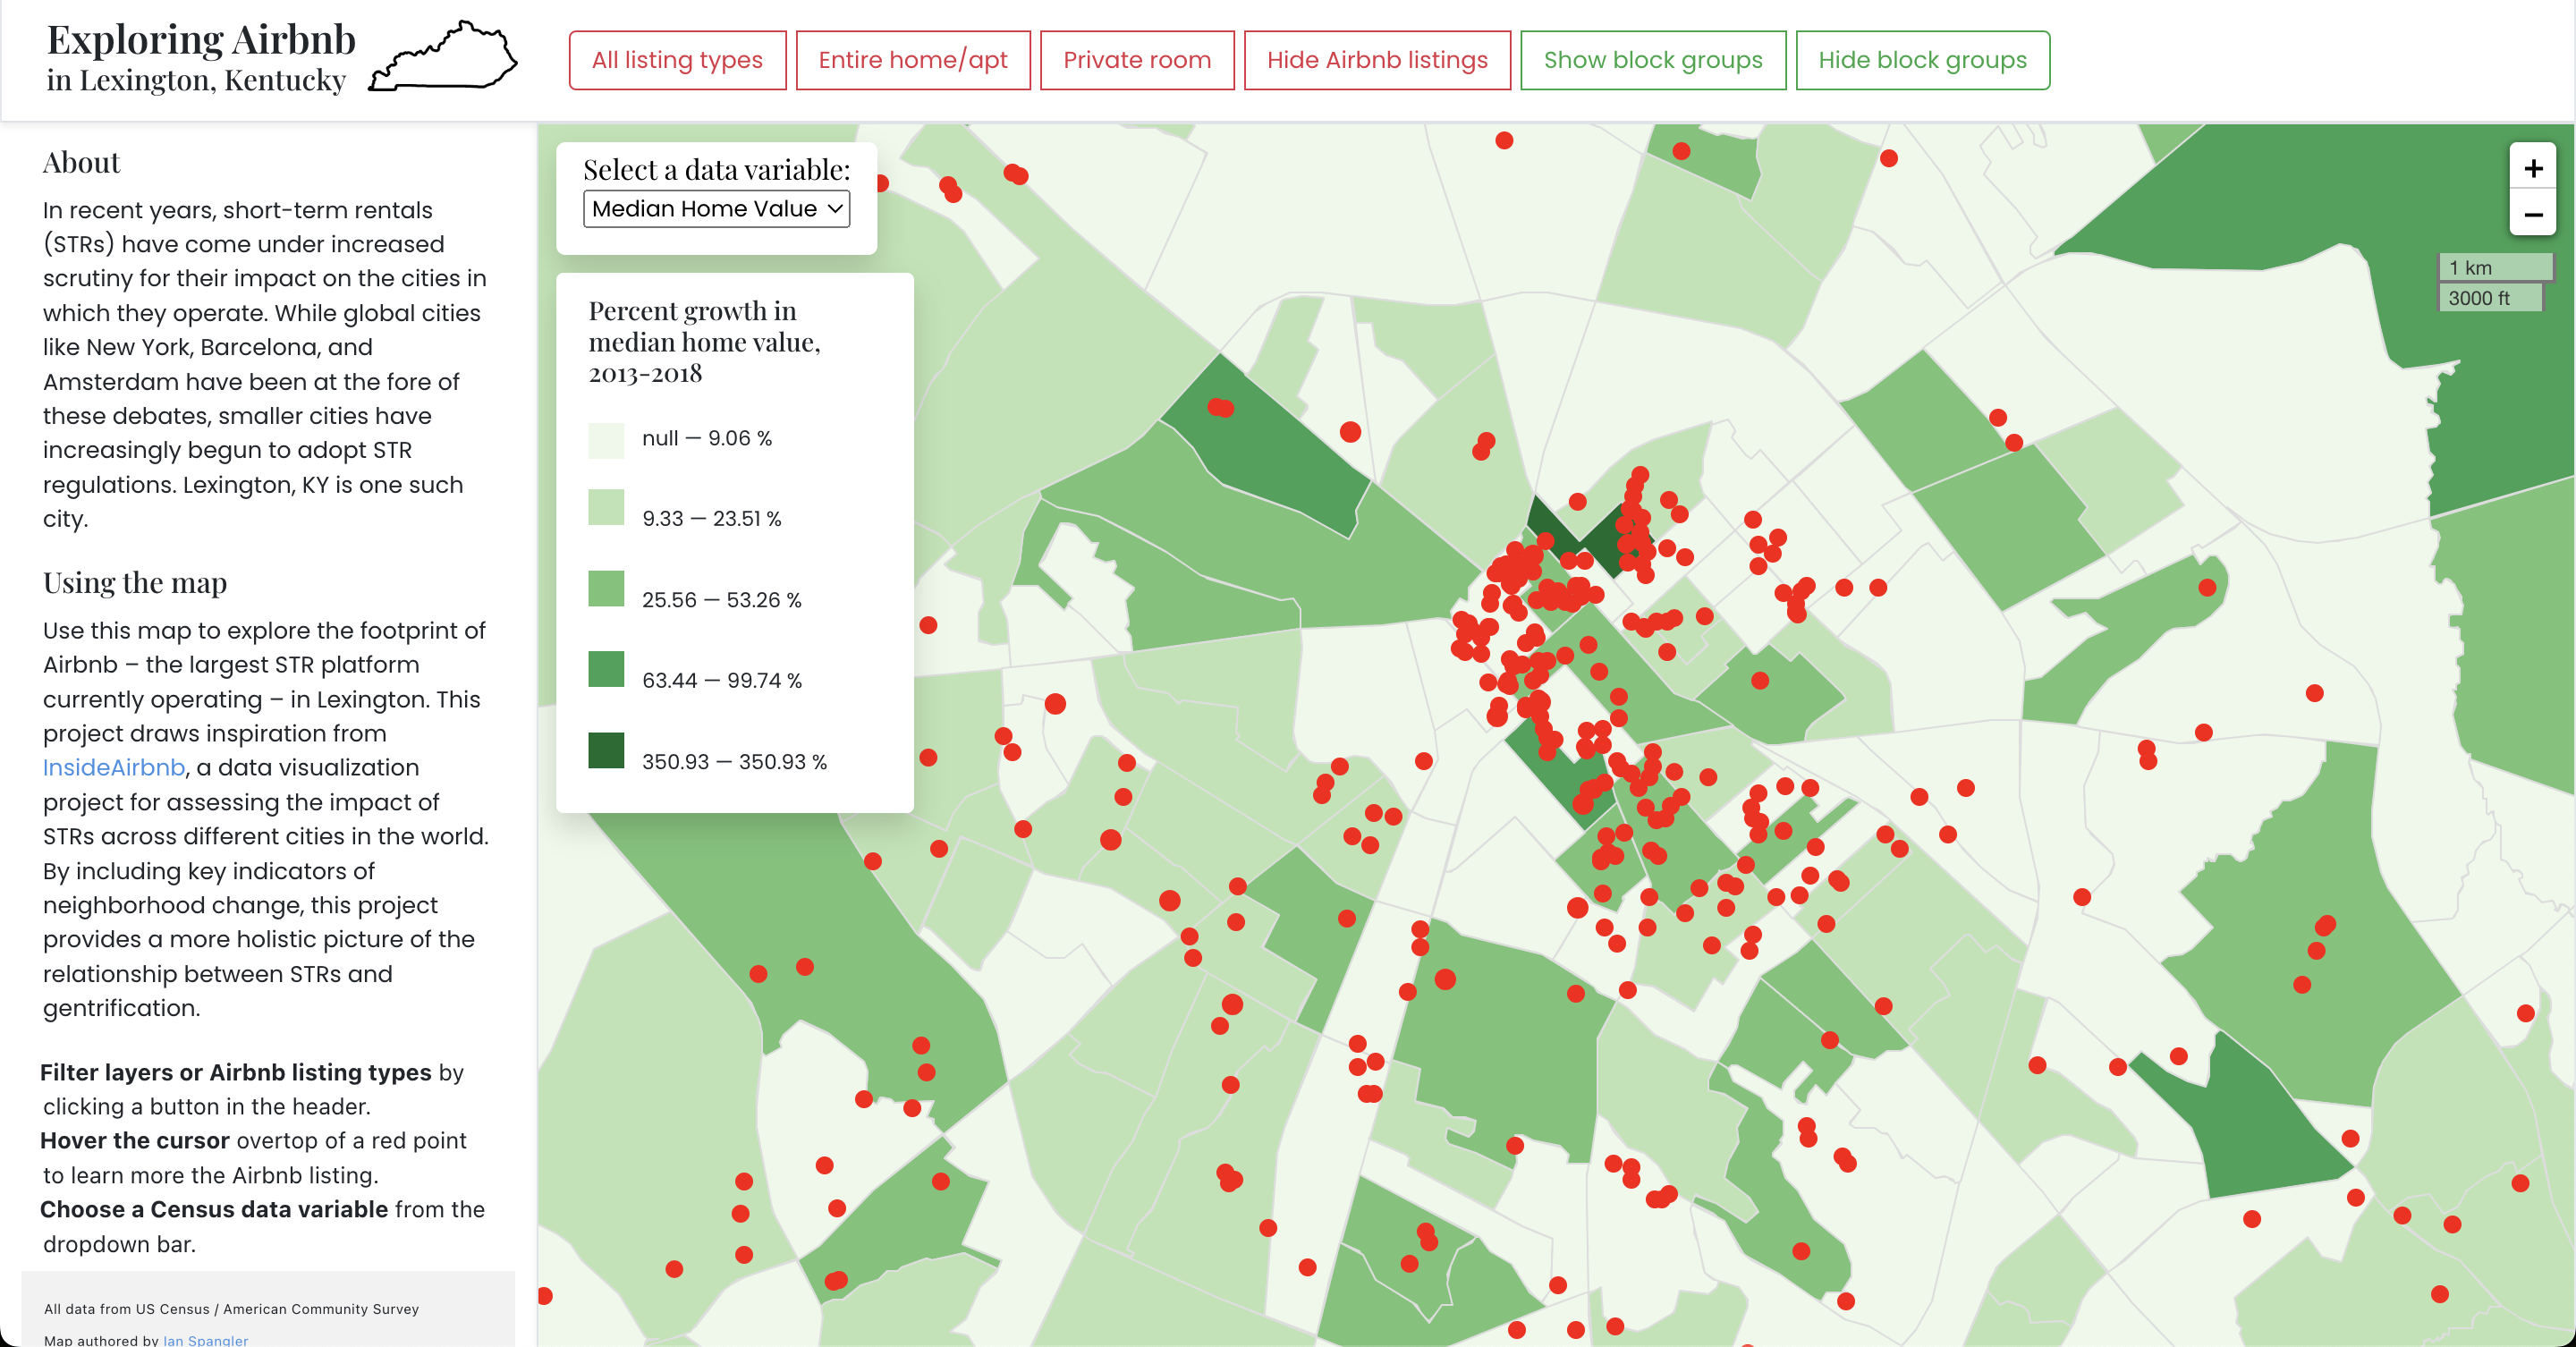 Exploring Airbnb
in Lexington, Kentucky
All listing types
Entire home/apt
Private room
Hide Airbnb listings
Show block groups
Hide block groups
About
In recent years, short-term rentals
(STRs) have come under increased
scrutiny for their impact on the cities in
which they operate. While global cities
like New York, Barcelona, and
Amsterdam have been at the fore of
these debates, smaller cities have
increasingly begun to adopt STR
regulations. Lexington, KY is one such
city.
Using the map
Use this map to explore the footprint of
Airbnb – the largest STR platform
currently operating – in Lexington. This
project draws inspiration from
InsideAirbnb, a data visualization
project for assessing the impact of
STRs across different cities in the world.
By including key indicators of
neighborhood change, this project
provides a more holistic picture of the
relationship between STRs and
gentrification.
Filter layers or Airbnb listing types by
clicking a button in the header.
Hover the cursor overtop of a red point
to learn more the Airbnb listing.
Choose a Census data variable from the
dropdown bar.
All data from US Census / American Community Survey
Map authored by Ian Spangler
Select a data variable:
Median Home Value
Percent growth in
median home value,
2013-2018
null — 9.06 %
9.33 — 23.51 %
25.56 — 53.26 %
63.44 — 99.74 %
350.93 — 350.93 %
+
−
1 km
3000 ft